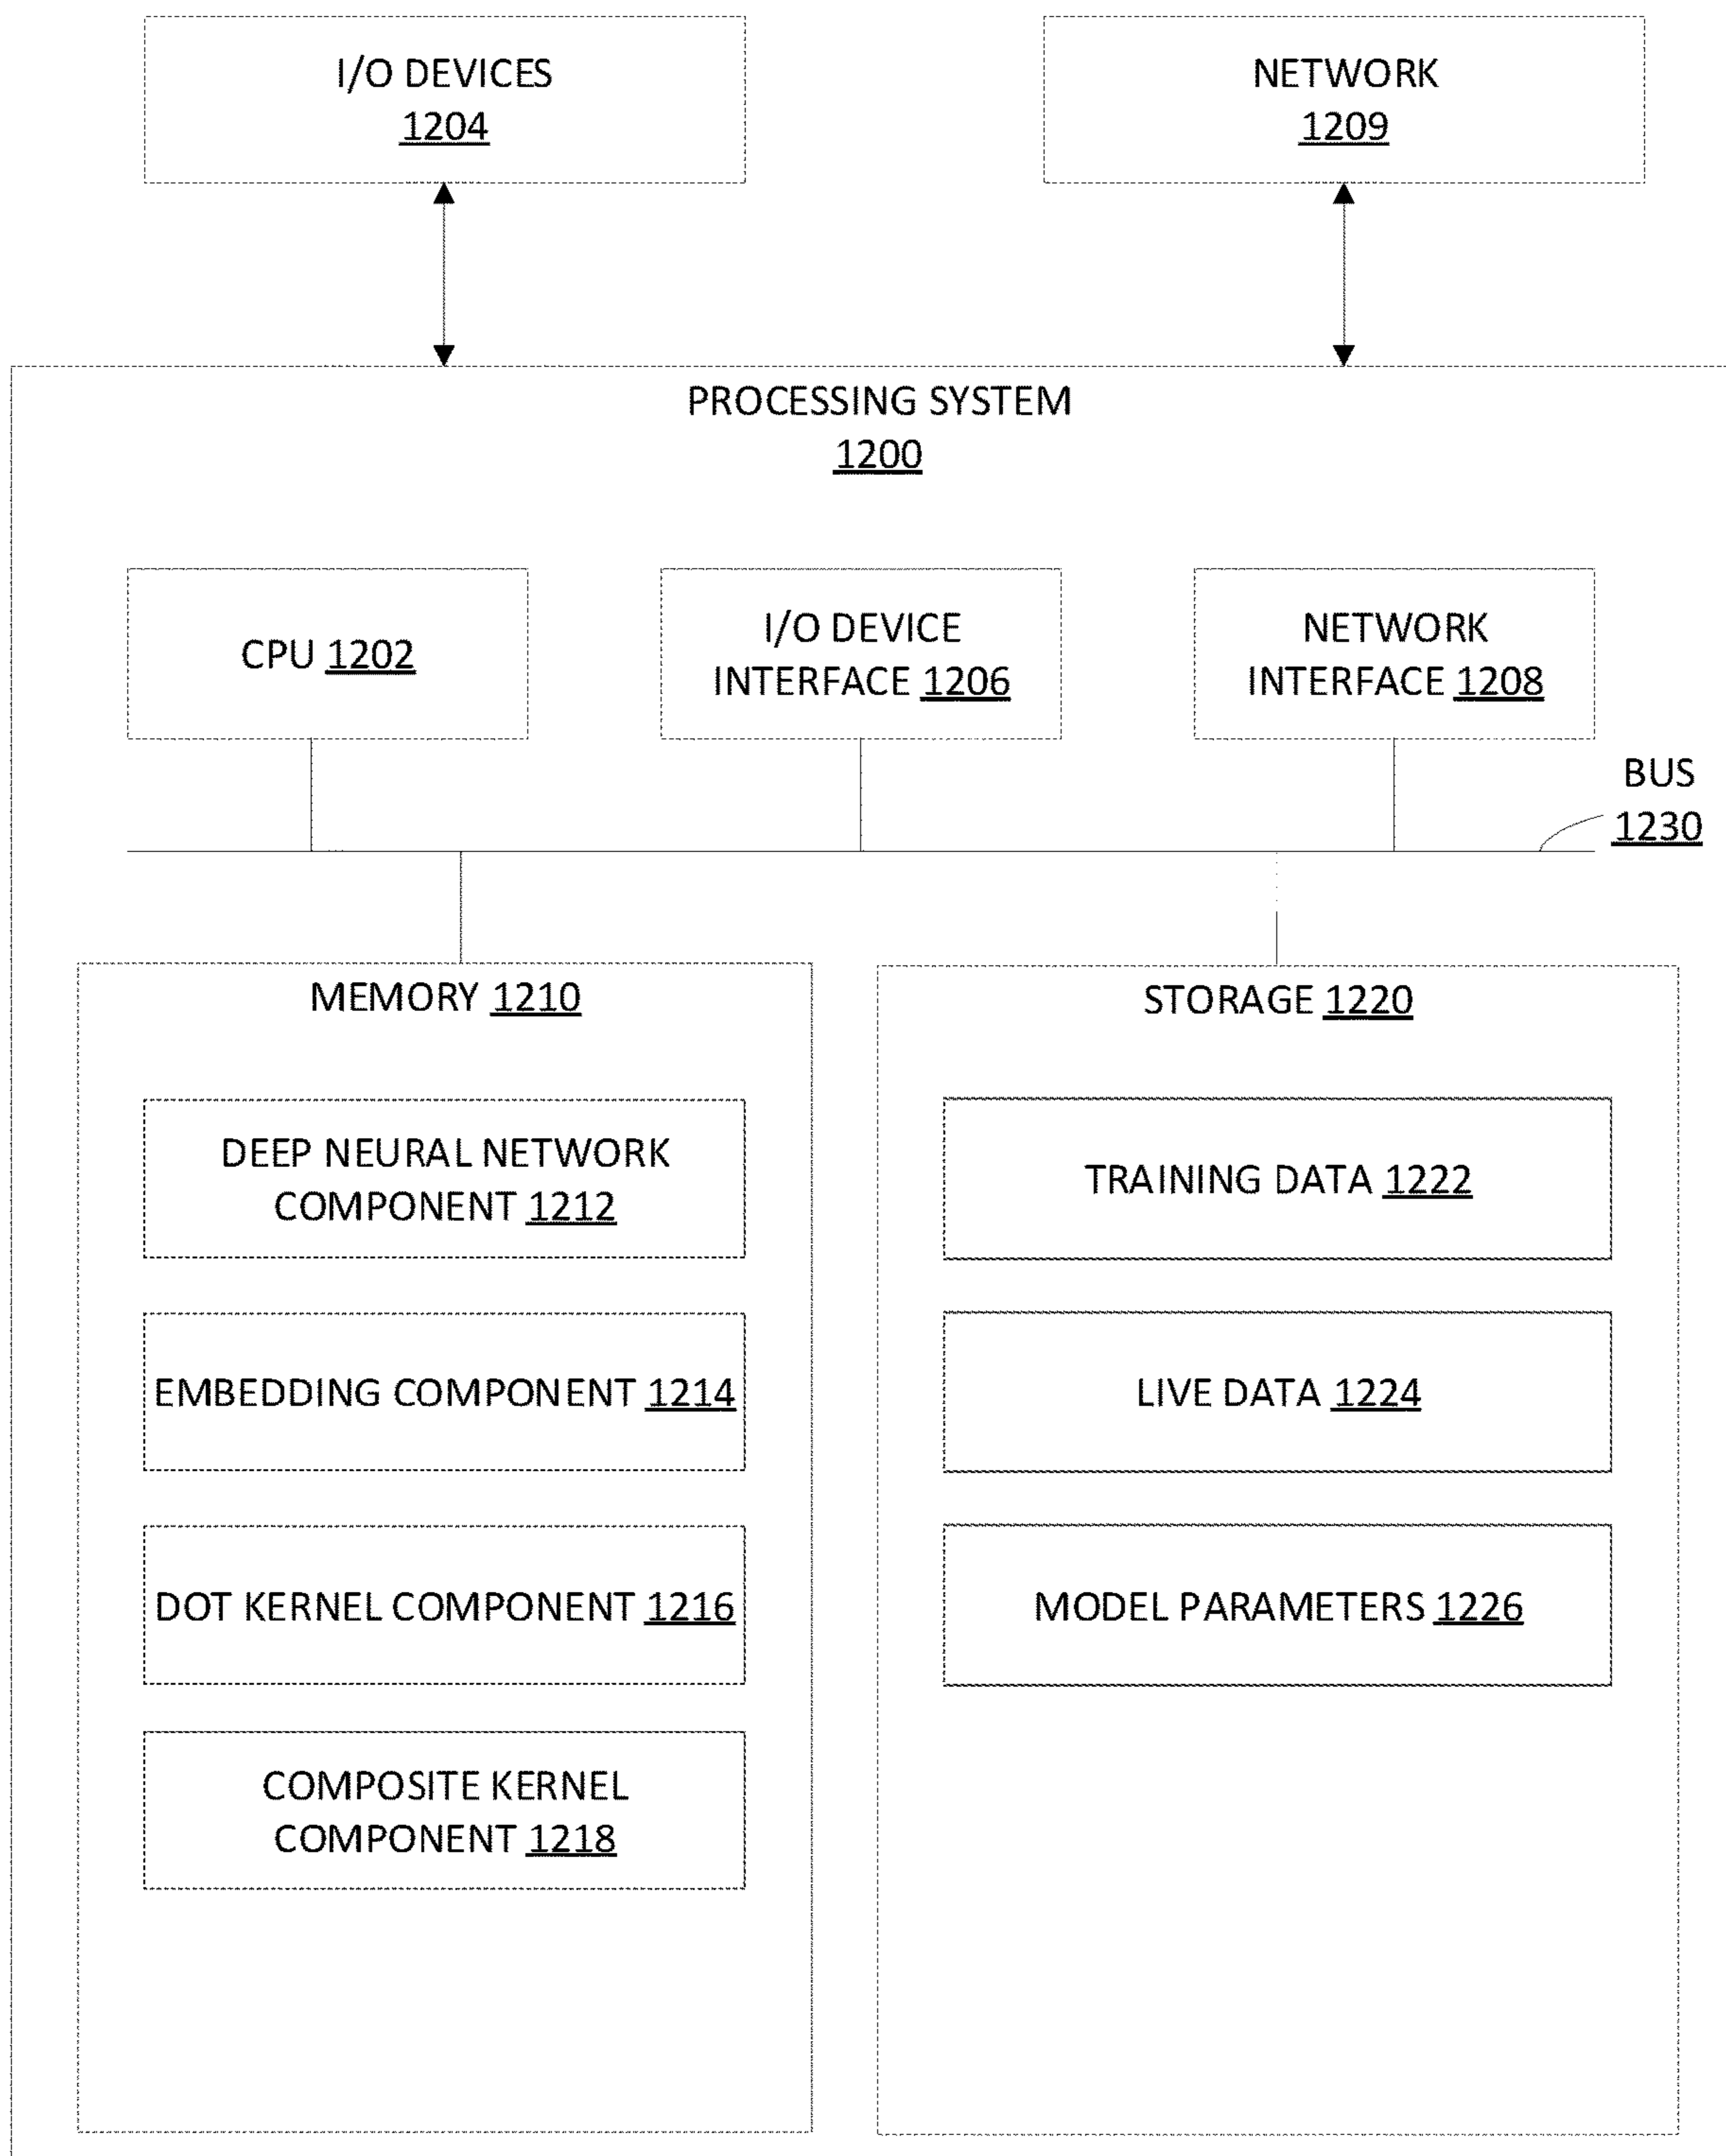 I/O DEVICES
1204
NETWORK
1209
PROCESSING SYSTEM
1200
CPU 1202
I/O DEVICE
INTERFACE 1206
NETWORK
INTERFACE 1208
BUS
1230
MEMORY 1210
DEEP NEURAL NETWORK
COMPONENT 1212
EMBEDDING COMPONENT 1214
DOT KERNEL COMPONENT 1216
COMPOSITE KERNEL
COMPONENT 1218
STORAGE 1220
TRAINING DATA 1222
LIVE DATA 1224
MODEL PARAMETERS 1226